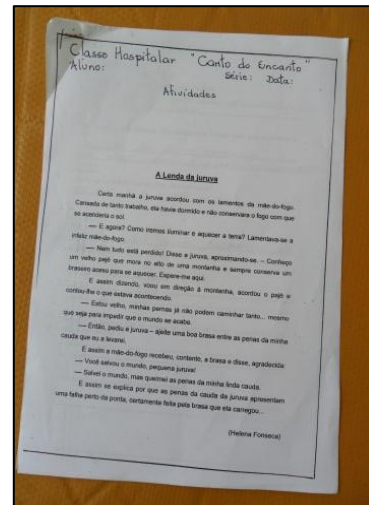 Classe Hospitalar "Canto do Encanto"
Aluno: Série: Data:
Atividades
A Lenda da juruva
Certa manhã a juruva acordou com os lamentos da mãe-do-fogo.
Cansada de tanto trabalho, ela havia dormido e não conservara o fogo com que
se acenderia o sol.
— E agora? Como iremos iluminar e aquecer a terra? Lamentava-se a
infeliz mãe-do-fogo.
— Nem tudo está perdido! Disse a juruva, aproximando-se. – Conheço
um velho pajé que mora no alto de uma montanha e sempre conserva um
braseiro aceso para se aquecer. Espere-me aqui.
E assim dizendo, voou em direção à montanha, acordou o pajé e
contou-lhe o que estava acontecendo.
— Estou velho, minhas pernas já não podem caminhar tanto... mesmo
que seja para impedir que o mundo se acabe.
— Então, pediu a juruva – ajeite uma boa brasa entre as penas da minha
cauda que eu a levarei.
E assim a mãe-do-fogo recebeu, contente, a brasa e disse, agradecida:
— Você salvou o mundo, pequena juruva!
— Salvei o mundo, mas queimei as penas da minha linda cauda.
E assim se explica por que as penas da cauda da juruva apresentam
uma falha perto da ponta, certamente feita pela brasa que ela carregou...
(Helena Fonseca)